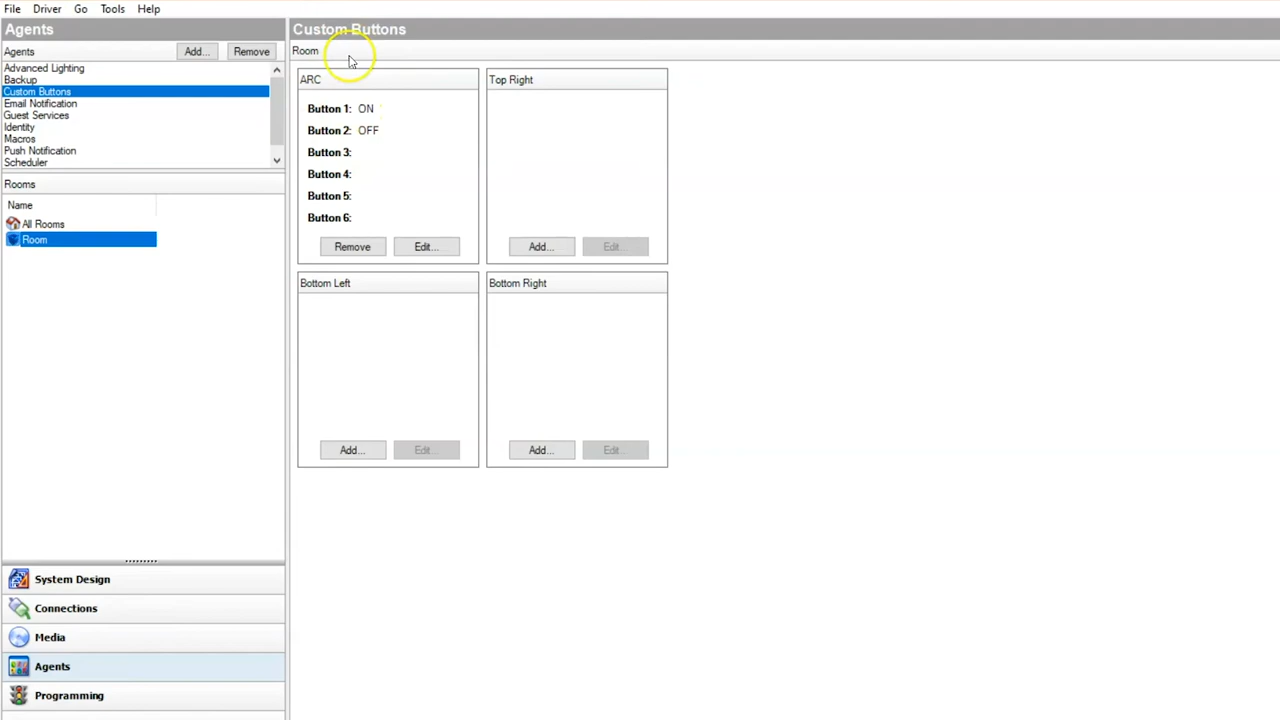 File Driver Go Tools Help
Agents
Agents Add... Remove
Advanced Lighting
Backup
Custom Buttons
Email Notification
Guest Services
Identity
Macros
Push Notification
Scheduler
Rooms
Name
All Rooms
Room
System Design
Connections
Media
Agents
Programming
Custom Buttons
Room
ARC
Button 1: ON
Button 2: OFF
Button 3:
Button 4:
Button 5:
Button 6:
Remove Edit...
Top Right
Add... Edit...
Bottom Left
Add... Edit...
Bottom Right
Add... Edit...